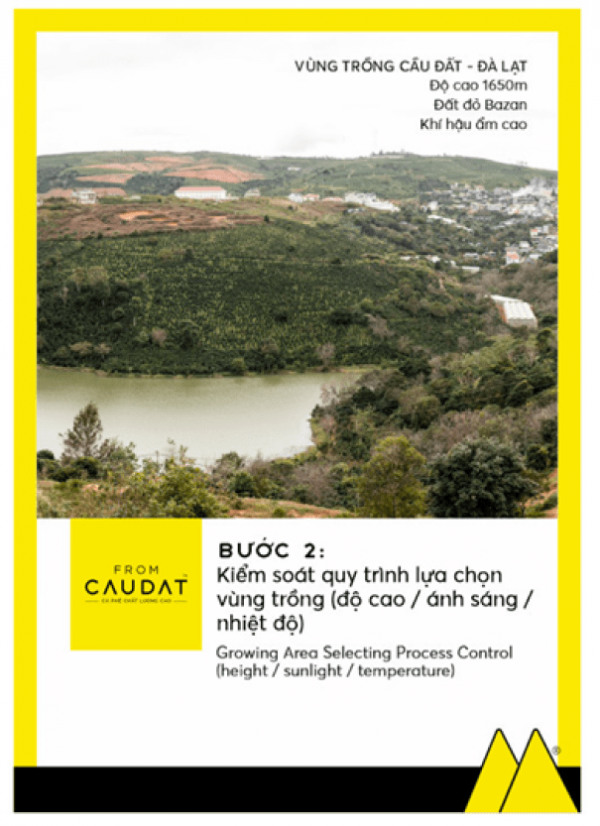 VÙNG TRỒNG CẦU ĐẤT - ĐÀ LẠT
Độ cao 1650m
Đất đỏ Bazan
Khí hậu ẩm cao
FROM
CAUDAT™
CÀ PHÊ CHẤT LƯỢNG CAO
BƯỚC 2:
Kiểm soát quy trình lựa chọn
vùng trồng (độ cao / ánh sáng /
nhiệt độ)
Growing Area Selecting Process Control
(height / sunlight / temperature)
®